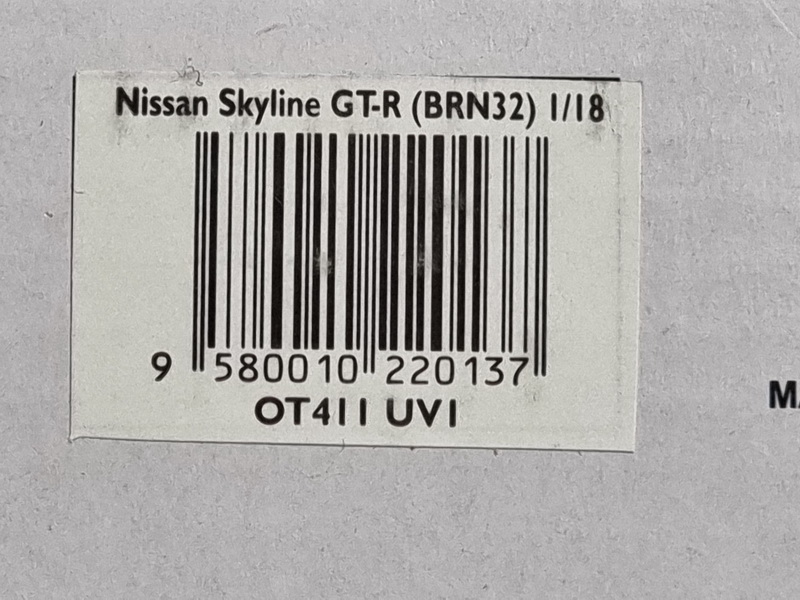 Nissan Skyline GT-R (BRN32) 1/18
9 580010 220137
OT411 UV1